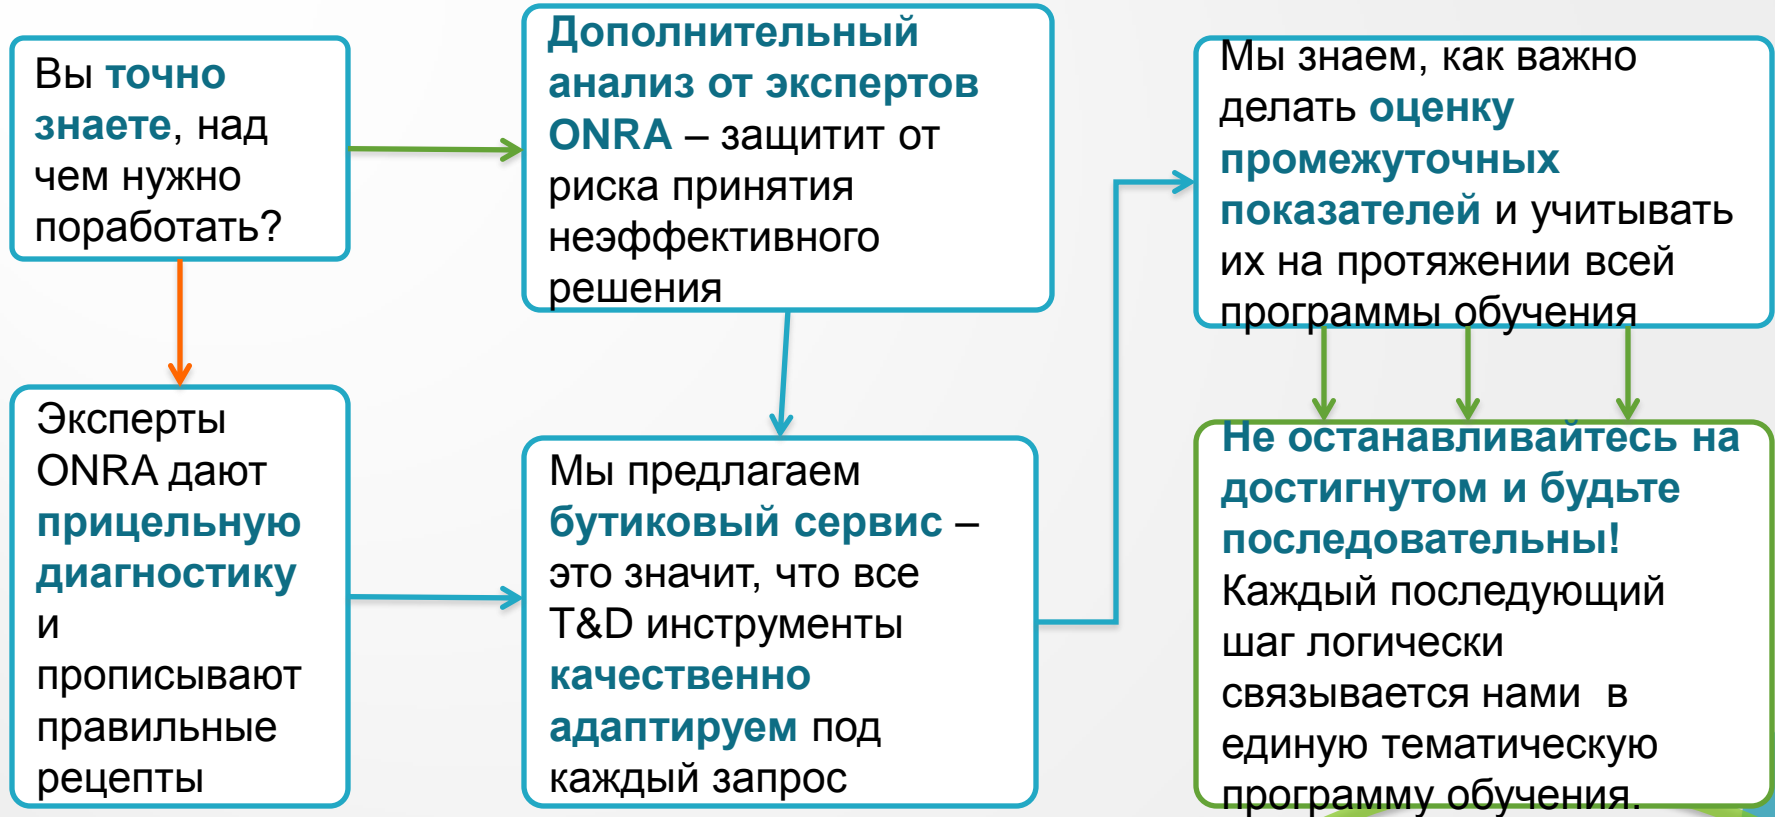 Вы точно
знаете, над
чем нужно
поработать?
Эксперты
ONRA дают
прицельную
диагностику
и
прописывают
правильные
рецепты
Дополнительный
анализ от экспертов
ONRA – защитит от
риска принятия
неэффективного
решения
Мы предлагаем
бутиковый сервис –
это значит, что все
T&D инструменты
качественно
адаптируем под
каждый запрос
Мы знаем, как важно
делать оценку
промежуточных
показателей и учитывать
их на протяжении всей
программы обучения
Не останавливайтесь на
достигнутом и будьте
последовательны!
Каждый последующий
шаг логически
связывается нами  в
единую тематическую
программу обучения.